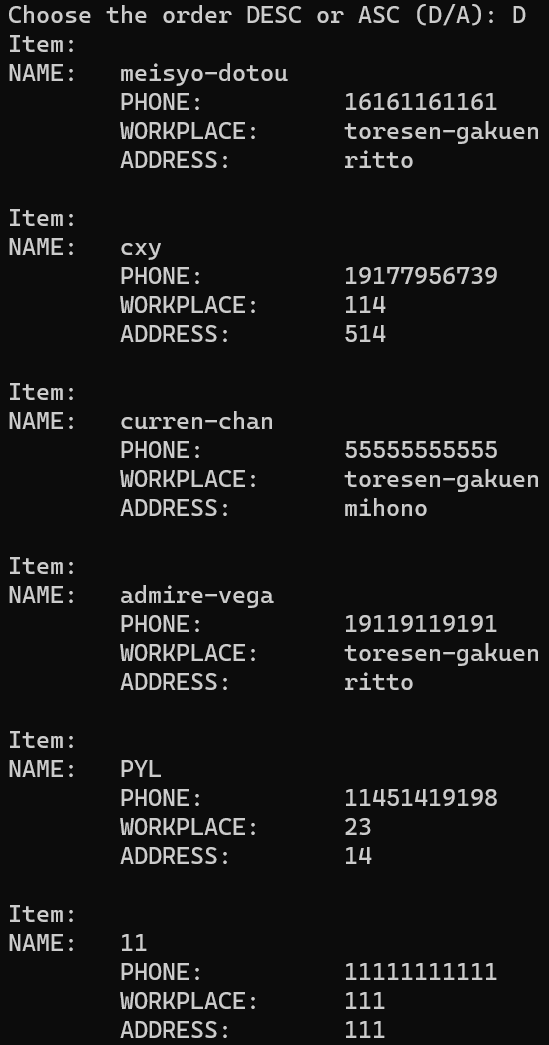 Choose the order DESC or ASC (D/A): D
Item:
NAME: meisyo-dotou
PHONE: 16161161161
WORKPLACE: toresen-gakuen
ADDRESS: ritto
Item:
NAME: cxy
PHONE: 19177956739
WORKPLACE: 114
ADDRESS: 514
Item:
NAME: curren-chan
PHONE: 55555555555
WORKPLACE: toresen-gakuen
ADDRESS: mihono
Item:
NAME: admire-vega
PHONE: 19119119191
WORKPLACE: toresen-gakuen
ADDRESS: ritto
Item:
NAME: PYL
PHONE: 11451419198
WORKPLACE: 23
ADDRESS: 14
Item:
NAME: 11
PHONE: 11111111111
WORKPLACE: 111
ADDRESS: 111